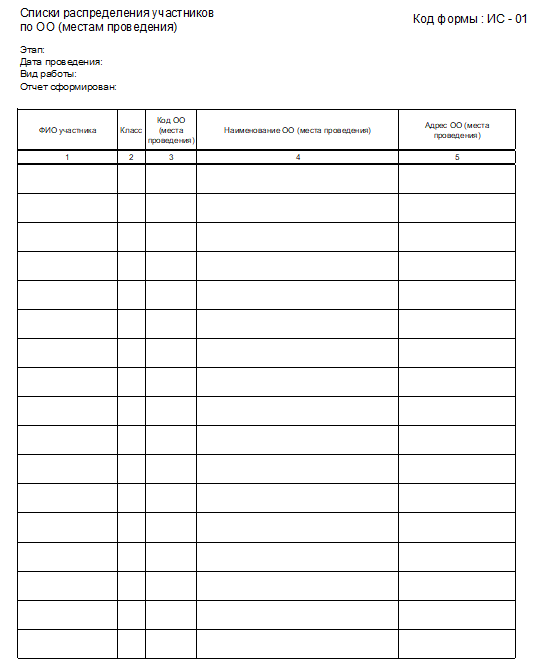 Списки распределения участников
по ОО (местам проведения)
Код формы : ИС - 01
Этап:
Дата проведения:
Вид работы:
Отчет сформирован:
ФИО участника
Класс
Код ОО
(места
проведения)
Наименование ОО (места проведения)
Адрес ОО (места
проведения)
1 2 3 4 5